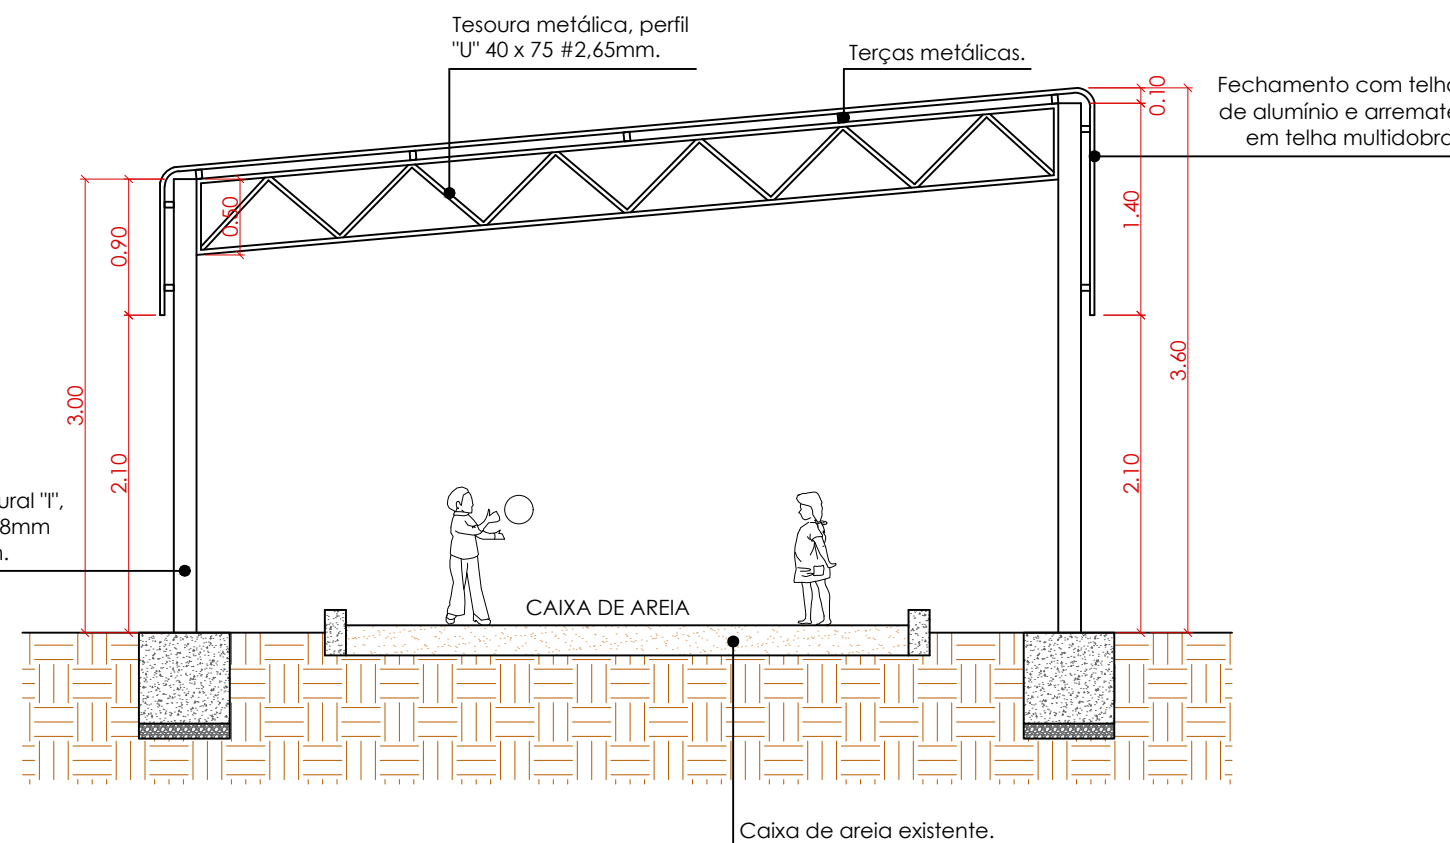 Tesoura metálica, perfil
"U" 40 x 75 #2,65mm.
Terças metálicas.
Fechamento com telha
de alumínio e arremate
em telha multidobra
0.10
1.40
3.60
2.10
0.50
0.90
3.00
2.10
ural "I",
8mm
CAIXA DE AREIA
Caixa de areia existente.